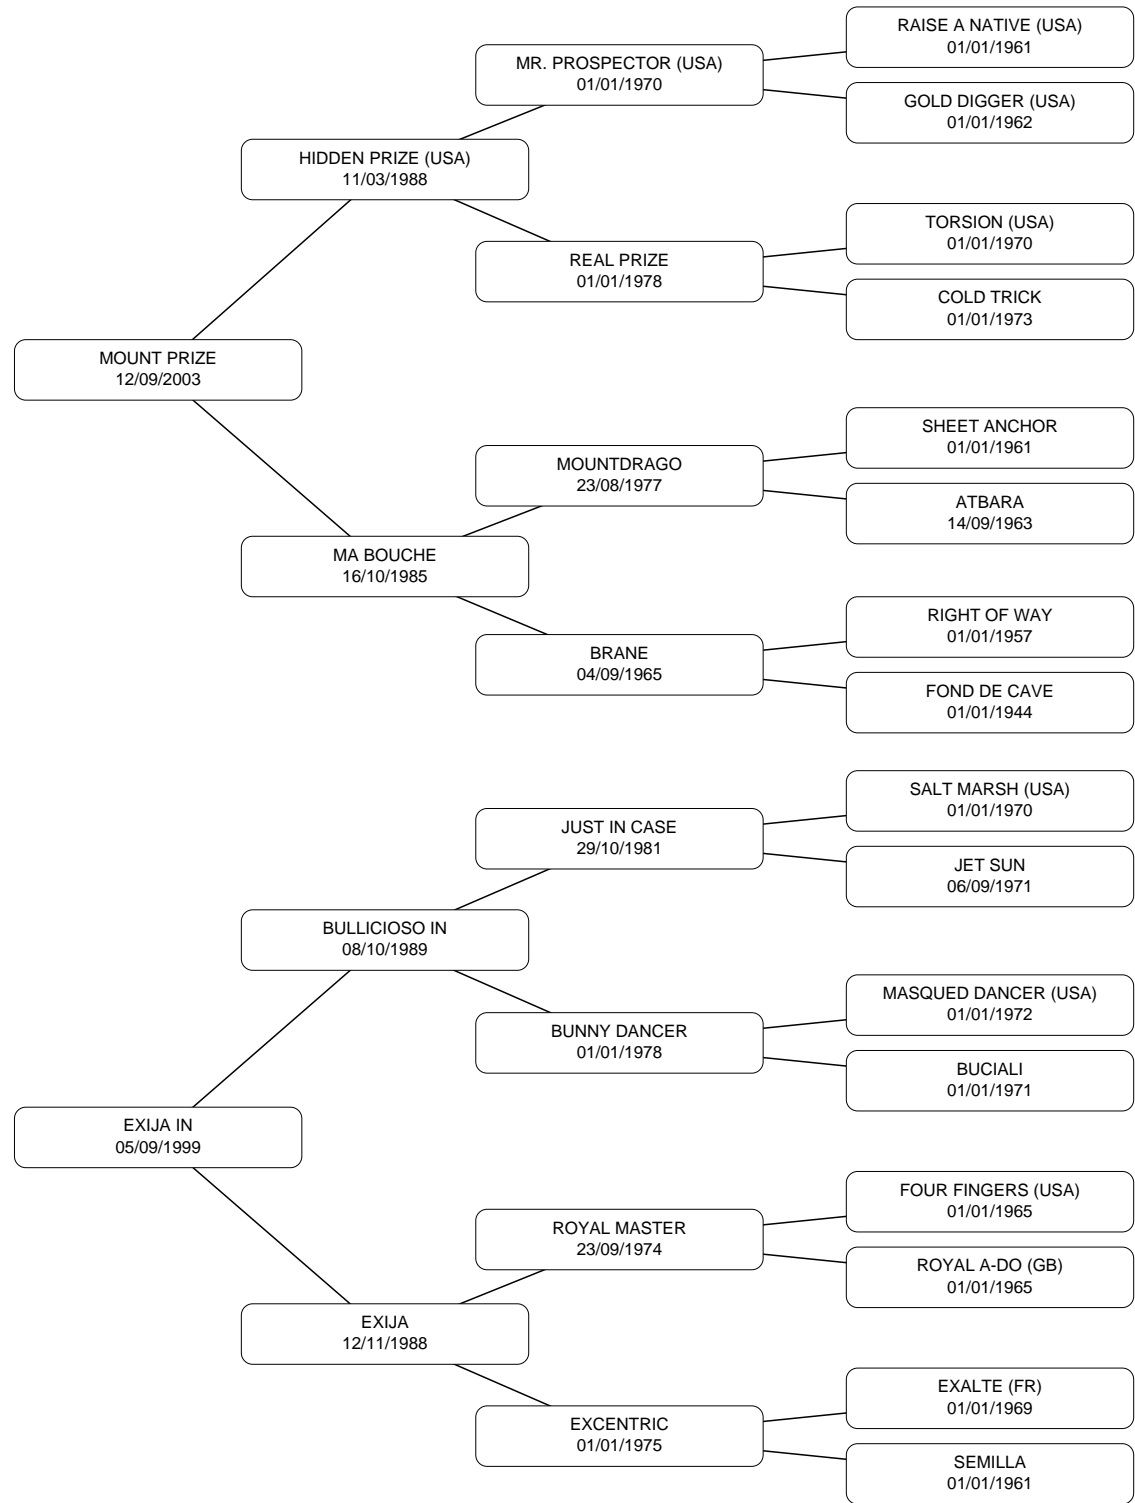 RAISE A NATIVE (USA)
01/01/1961
MR. PROSPECTOR (USA)
01/01/1970
GOLD DIGGER (USA)
01/01/1962
HIDDEN PRIZE (USA)
11/03/1988
TORSION (USA)
01/01/1970
REAL PRIZE
01/01/1978
COLD TRICK
01/01/1973
MOUNT PRIZE
12/09/2003
SHEET ANCHOR
01/01/1961
MOUNTDRAGO
23/08/1977
ATBARA
14/09/1963
MA BOUCHE
16/10/1985
RIGHT OF WAY
01/01/1957
BRANE
04/09/1965
FOND DE CAVE
01/01/1944
SALT MARSH (USA)
01/01/1970
JUST IN CASE
29/10/1981
JET SUN
06/09/1971
BULLICIOSO IN
08/10/1989
MASQUED DANCER (USA)
01/01/1972
BUNNY DANCER
01/01/1978
BUCIALI
01/01/1971
EXIJA IN
05/09/1999
FOUR FINGERS (USA)
01/01/1965
ROYAL MASTER
23/09/1974
ROYAL A-DO (GB)
01/01/1965
EXIJA
12/11/1988
EXALTE (FR)
01/01/1969
EXCENTRIC
01/01/1975
SEMILLA
01/01/1961